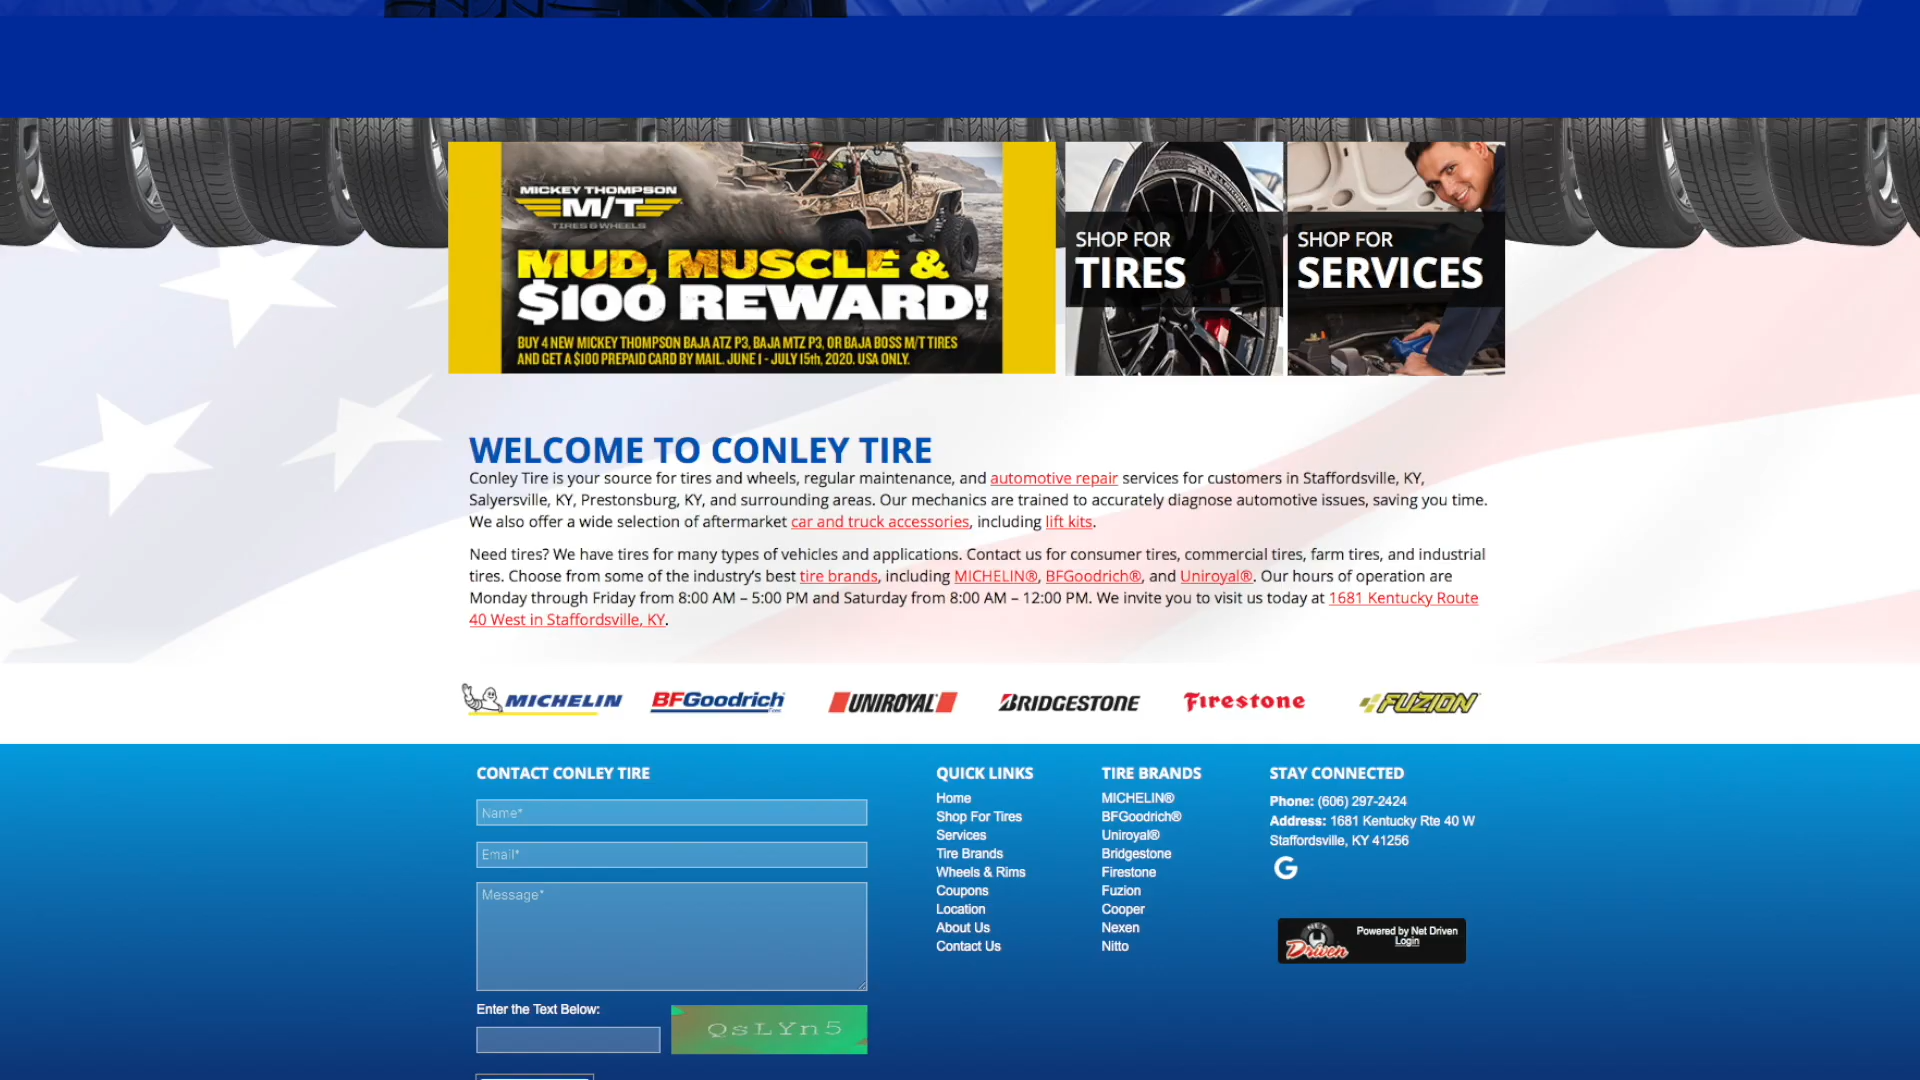 MICKEY THOMPSON
M/T
TIRES & WHEELS
MUD, MUSCLE &
$100 REWARD!
BUY 4 NEW MICKEY THOMPSON BAJA ATZ P3, BAJA MTZ P3, OR BAJA BOSS M/T TIRES
AND GET A $100 PREPAID CARD BY MAIL. JUNE 1 - JULY 15th, 2020. USA ONLY.
SHOP FOR
TIRES
SHOP FOR
SERVICES
WELCOME TO CONLEY TIRE
Conley Tire is your source for tires and wheels, regular maintenance, and automotive repair services for customers in Staffordsville, KY,
Salyersville, KY, Prestonsburg, KY, and surrounding areas. Our mechanics are trained to accurately diagnose automotive issues, saving you time.
We also offer a wide selection of aftermarket car and truck accessories, including lift kits.
Need tires? We have tires for many types of vehicles and applications. Contact us for consumer tires, commercial tires, farm tires, and industrial
tires. Choose from some of the industry's best tire brands, including MICHELIN®, BFGoodrich®, and Uniroyal®. Our hours of operation are
Monday through Friday from 8:00 AM – 5:00 PM and Saturday from 8:00 AM – 12:00 PM. We invite you to visit us today at 1681 Kentucky Route
40 West in Staffordsville, KY.
MICHELIN
BFGoodrich
Tires
UNIROYAL
BRIDGESTONE
Firestone
FUZION
CONTACT CONLEY TIRE
Name*
Email*
Message*
Enter the Text Below:
QsLYn5
QUICK LINKS
Home
Shop For Tires
Services
Tire Brands
Wheels & Rims
Coupons
Location
About Us
Contact Us
TIRE BRANDS
MICHELIN®
BFGoodrich®
Uniroyal®
Bridgestone
Firestone
Fuzion
Cooper
Nexen
Nitto
STAY CONNECTED
Phone: (606) 297-2424
Address: 1681 Kentucky Rte 40 W
Staffordsville, KY 41256
G
NET
Driven
Powered by Net Driven
Login